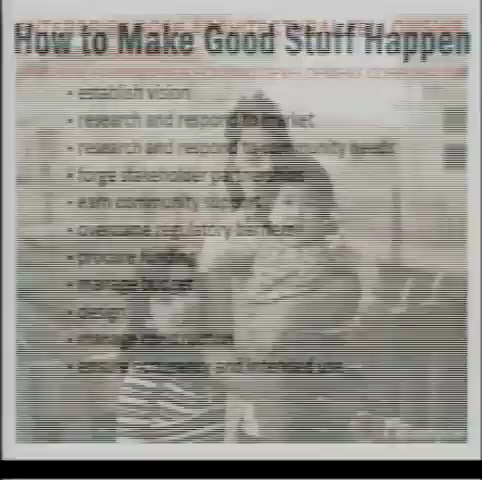 How to Make Good Stuff Happen
• establish vision
• research and respond to market
• research and respond to community needs
• forge stakeholder partnerships
• earn community support
• overcome regulatory barriers
• procure funding
• manage budget
• design
• manage construction
• ensure occupancy and intended use